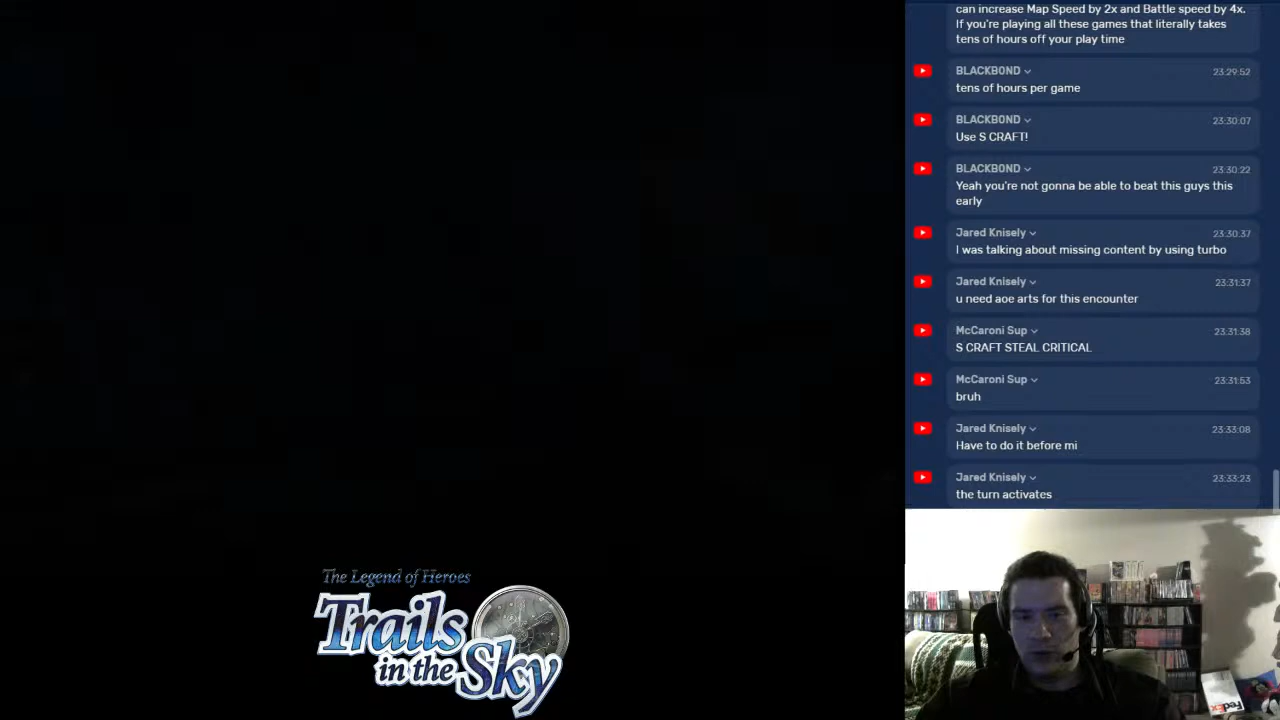 can increase Map Speed by 2x and Battle speed by 4x.
If you're playing all these games that literally takes
tens of hours off your play time
BLACKBOND 23:29:52
tens of hours per game
BLACKBOND 23:30:07
Use S CRAFT!
BLACKBOND 23:30:22
Yeah you're not gonna be able to beat this guys this
early
Jared Knisely 23:30:37
I was talking about missing content by using turbo
Jared Knisely 23:31:37
u need aoe arts for this encounter
McCaroni Sup 23:31:38
S CRAFT STEAL CRITICAL
McCaroni Sup 23:31:53
bruh
Jared Knisely 23:33:08
Have to do it before mi
Jared Knisely 23:33:23
the turn activates
The Legend of Heroes
Trails
in the Sky
FedEx